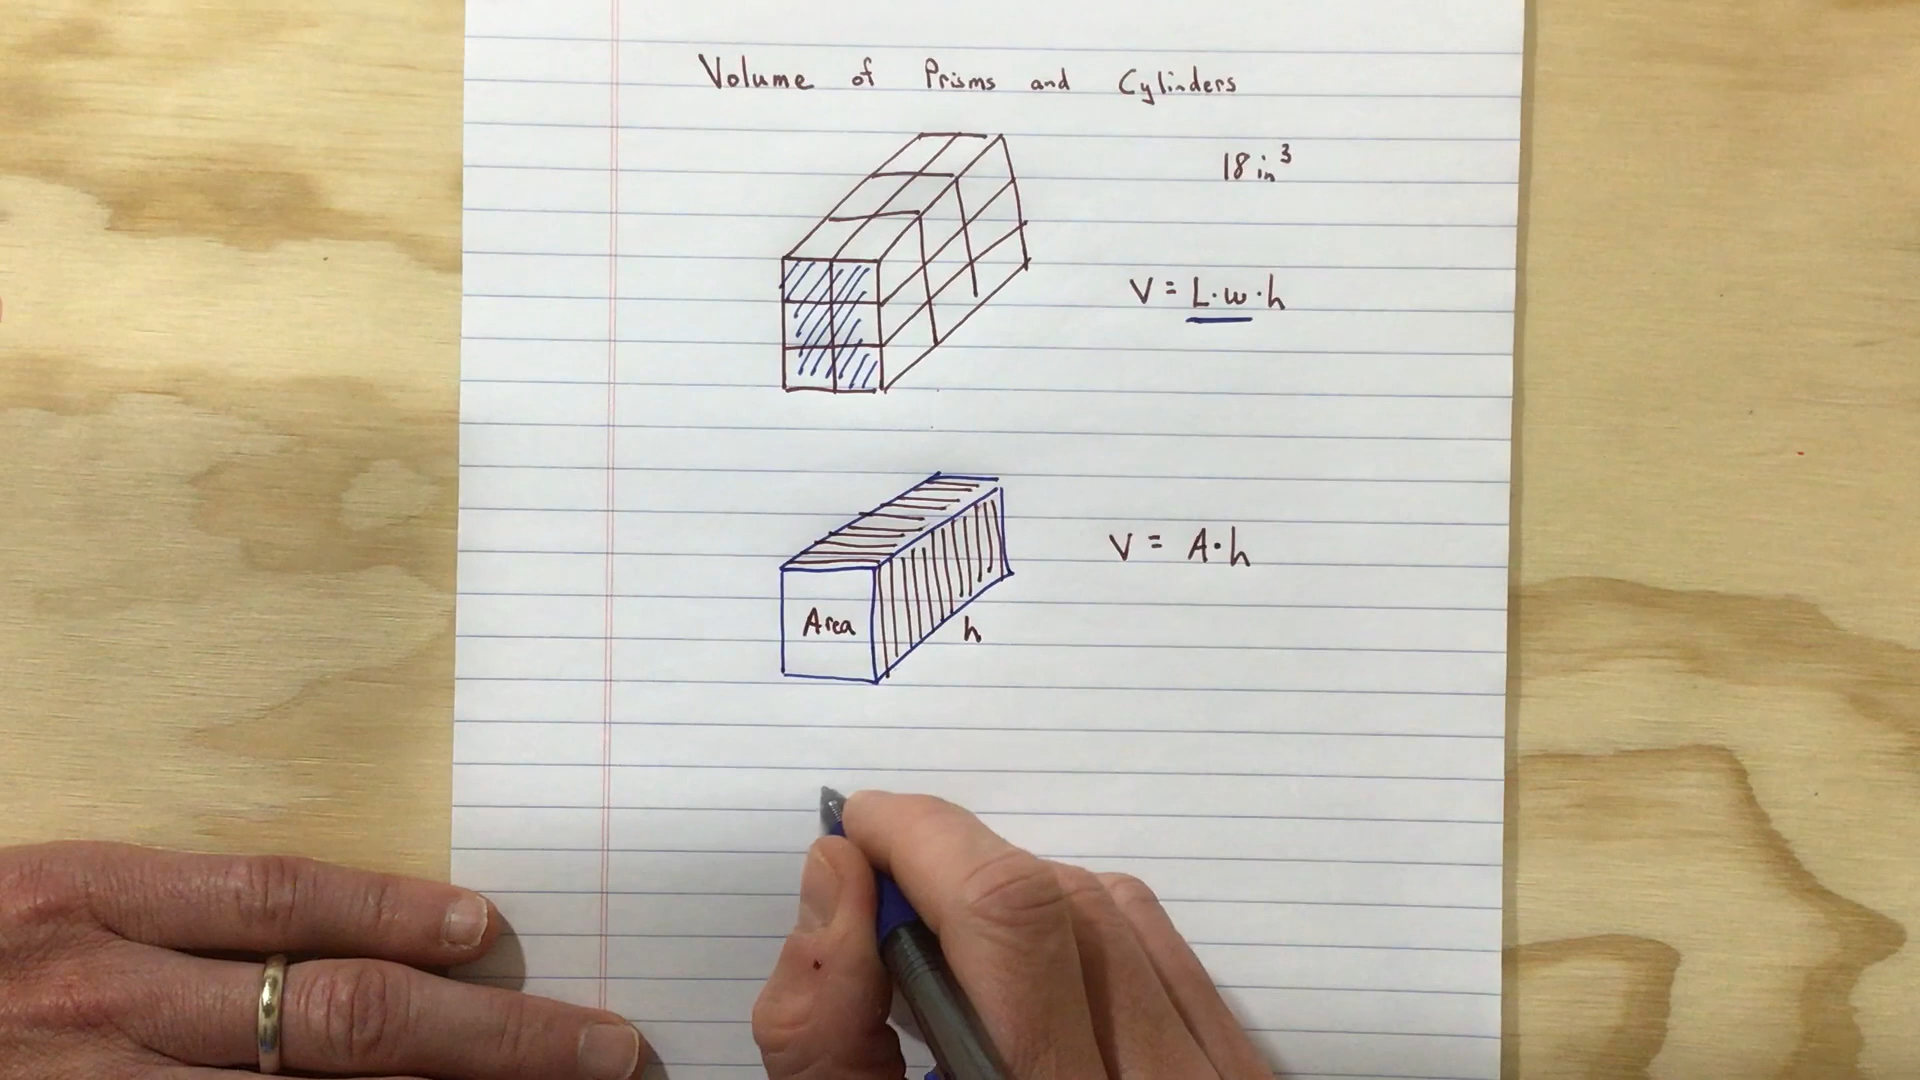 Volume of Prisms and Cylinders
18 in³
V = L·w·h
V = A·h
Area
h